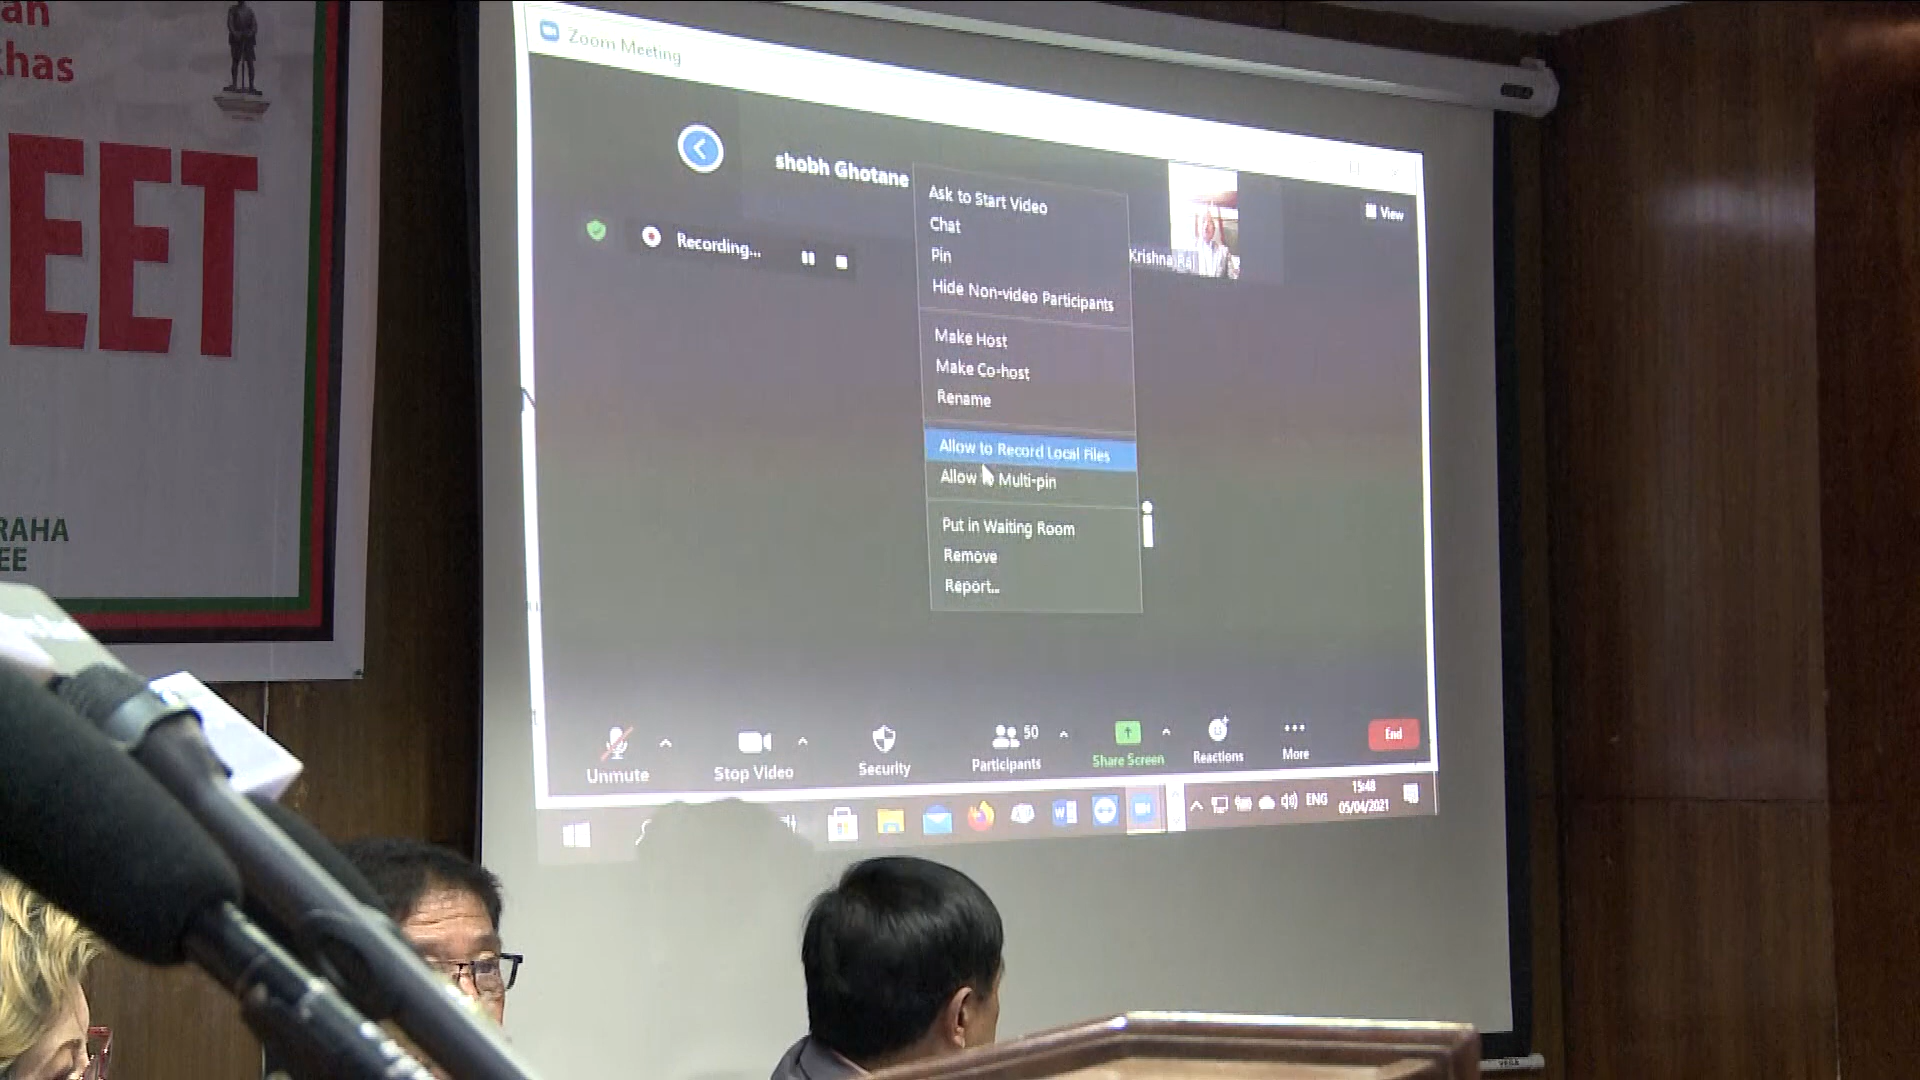 an
khas
EET
RAHA
EE
Zoom Meeting
shobh Ghotane
Recording...
Ask to Start Video
Chat
Pin
Hide Non-video Participants
Make Host
Make Co-host
Rename
Allow to Record Local Files
Allow Multi-pin
Put in Waiting Room
Remove
Report...
Krishna Raj
View
Unmute
Stop Video
Security
50
Participants
Share Screen
Reactions
More
End
ENG
15:48
05/04/2021